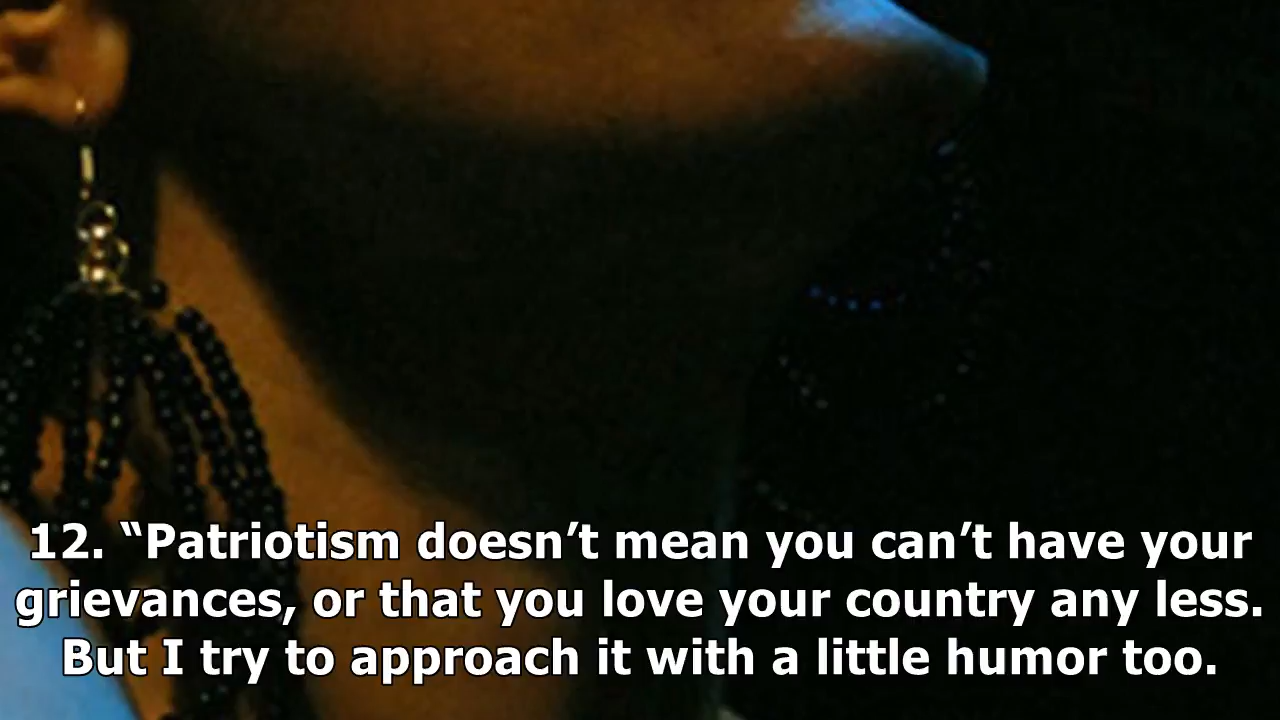 12. “Patriotism doesn’t mean you can’t have your
grievances, or that you love your country any less.
But I try to approach it with a little humor too.